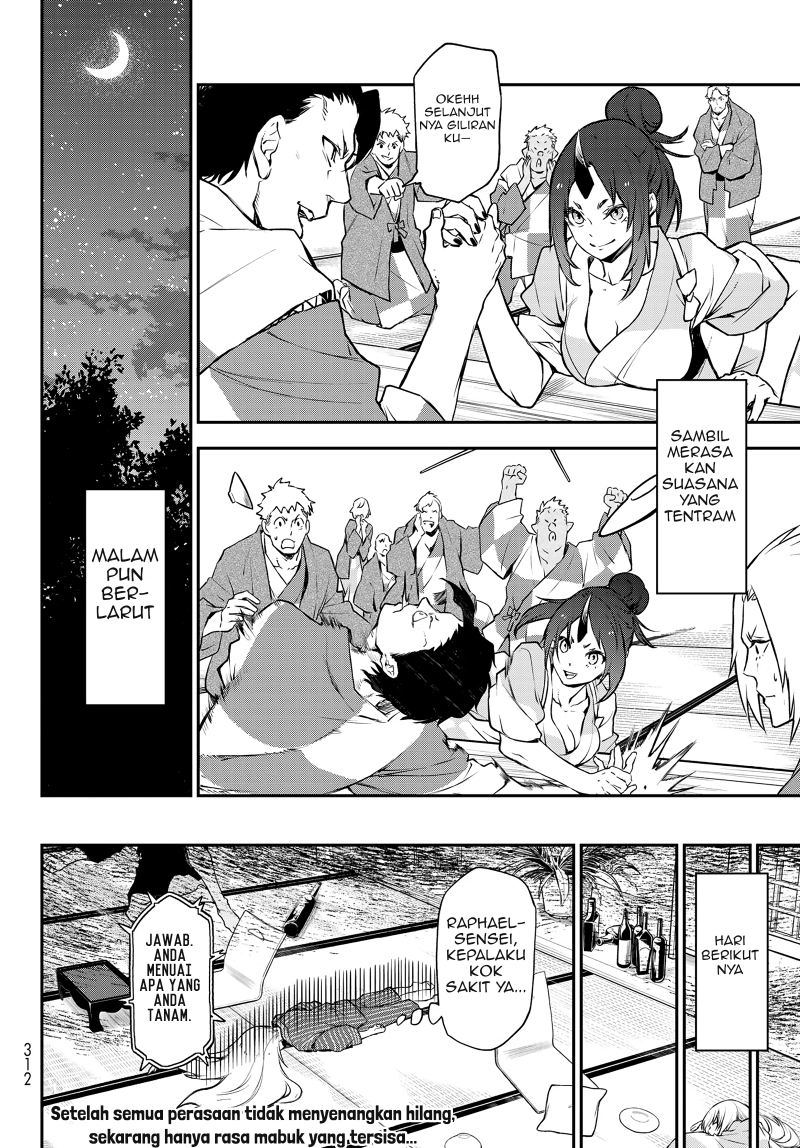 OKEHH
SELANJUT
NYA GILIRAN
KU–
SAMBIL
MERASA
KAN
SUASANA
YANG
TENTRAM
MALAM
PUN
BER-
LARUT
HARI
BERIKUT
NYA
RAPHAEL-
SENSEI,
KEPALAKU
KOK
SAKIT YA...
JAWAB.
ANDA
MENUAI
APA YANG
ANDA
TANAM.
Setelah semua perasaan tidak menyenangkan hilang,
sekarang hanya rasa mabuk yang tersisa...
312